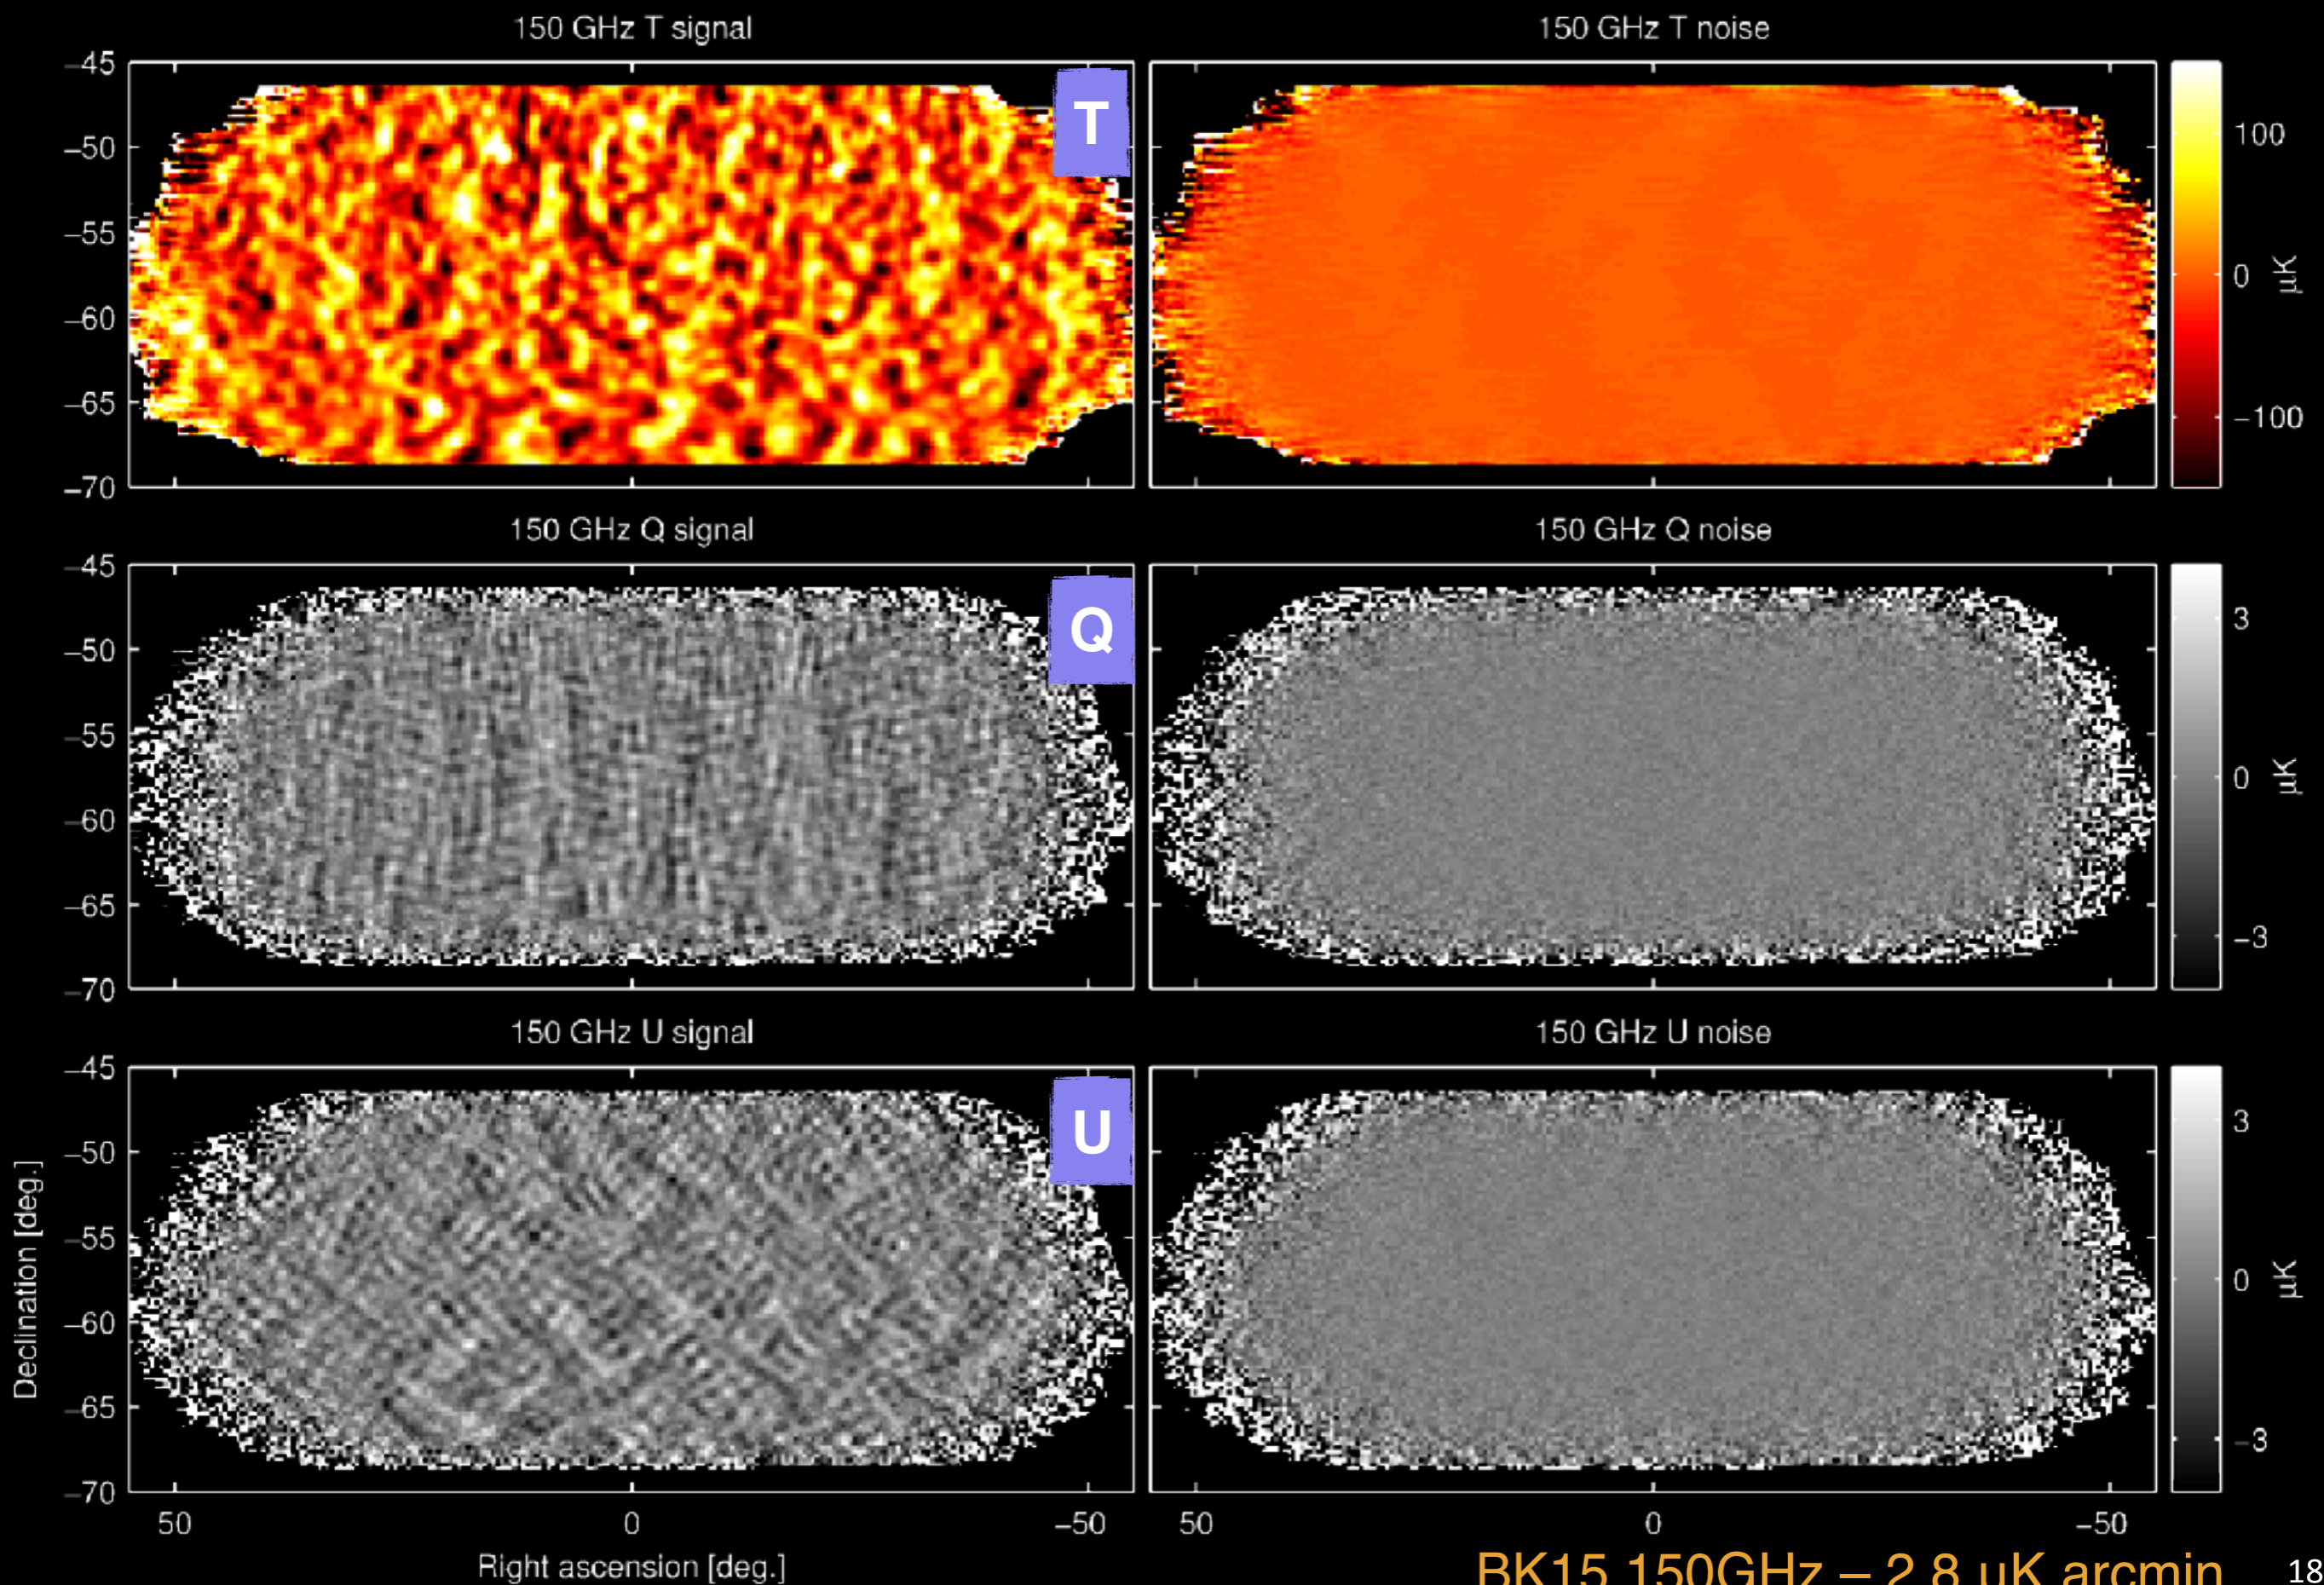 150 GHz T signal
150 GHz T noise
−45
−50
−55
−60
−65
−70
T
100
0
−100
µK
150 GHz Q signal
150 GHz Q noise
−45
−50
−55
−60
−65
−70
Q
3
0
−3
µK
150 GHz U signal
150 GHz U noise
−45
−50
−55
−60
−65
−70
Declination [deg.]
U
3
0
−3
µK
50
0
−50
50
0
−50
Right ascension [deg.]
BK15 150GHz – 2.8 uK arcmin
18